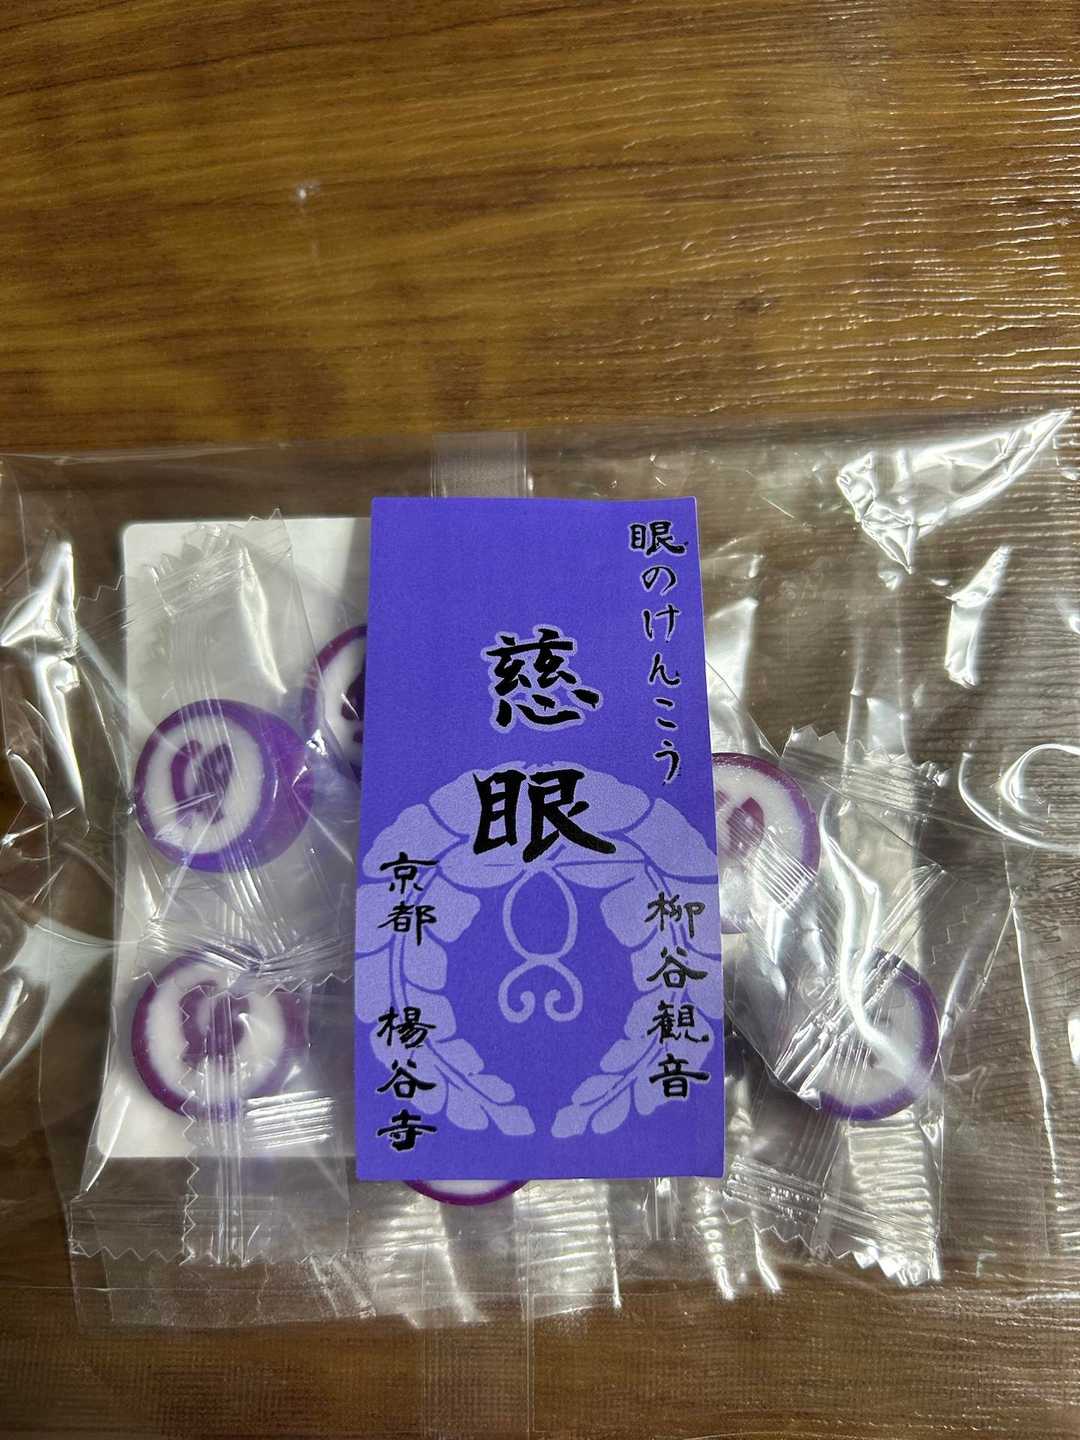 眼のけんこう
柳谷観音
慈眼
京都 楊谷寺